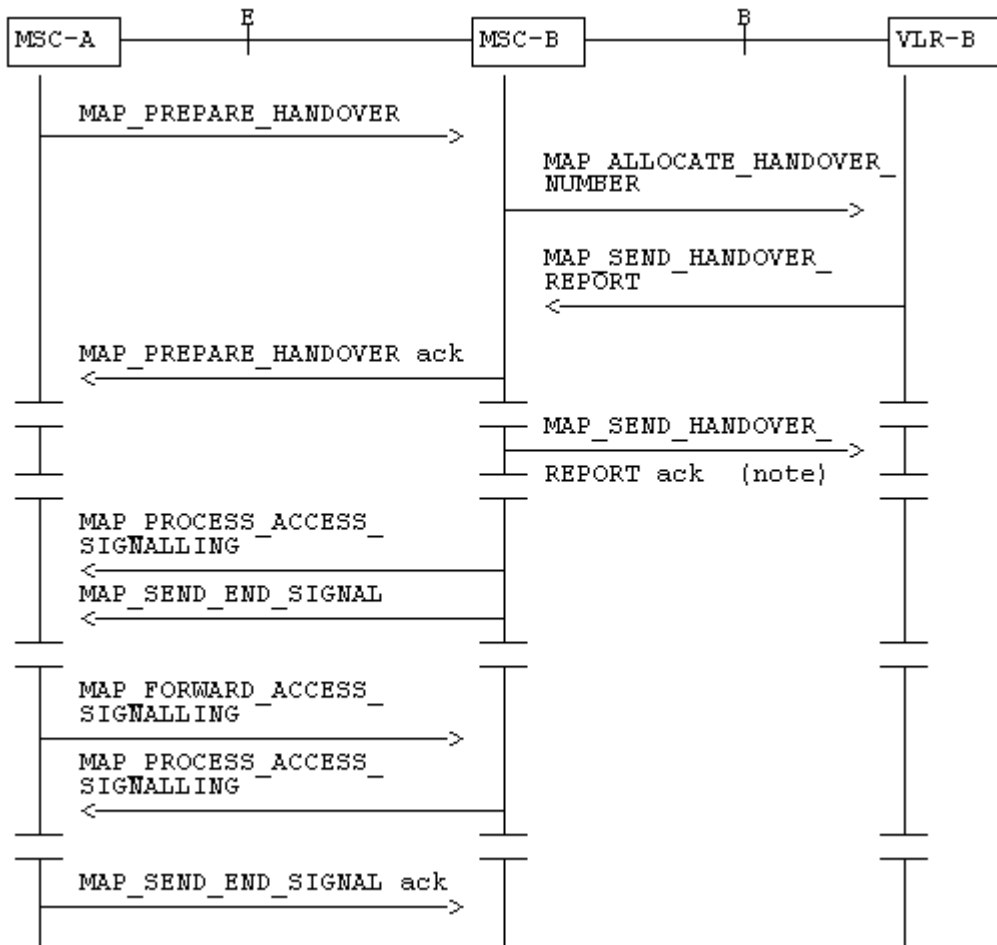 E
B
MSC-A
MSC-B
VLR-B
MAP_PREPARE_HANDOVER
MAP_ALLOCATE_HANDOVER_
NUMBER
MAP_SEND_HANDOVER_
REPORT
MAP_PREPARE_HANDOVER ack
MAP_SEND_HANDOVER_
REPORT ack (note)
MAP_PROCESS_ACCESS_
SIGNALLING
MAP_SEND_END_SIGNAL
MAP_FORWARD_ACCESS_
SIGNALLING
MAP_PROCESS_ACCESS_
SIGNALLING
MAP_SEND_END_SIGNAL ack